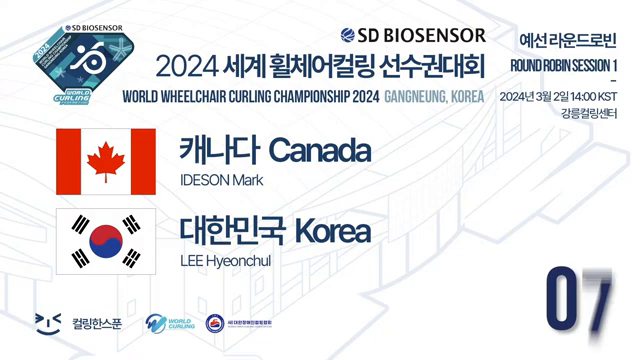 SD BIOSENSOR
2024
WORLD
CURLING
SD BIOSENSOR
2024 세계 휠체어컬링 선수권대회
WORLD WHEELCHAIR CURLING CHAMPIONSHIP 2024 GANGNEUNG, KOREA
예선 라운드로빈
ROUND ROBIN SESSION 1
-
2024년 3월 2일 14:00 KST
강릉컬링센터
캐나다 Canada
IDESON Mark
대한민국 Korea
LEE Hyeonchul
컬링한스푼
WORLD
CURLING
07